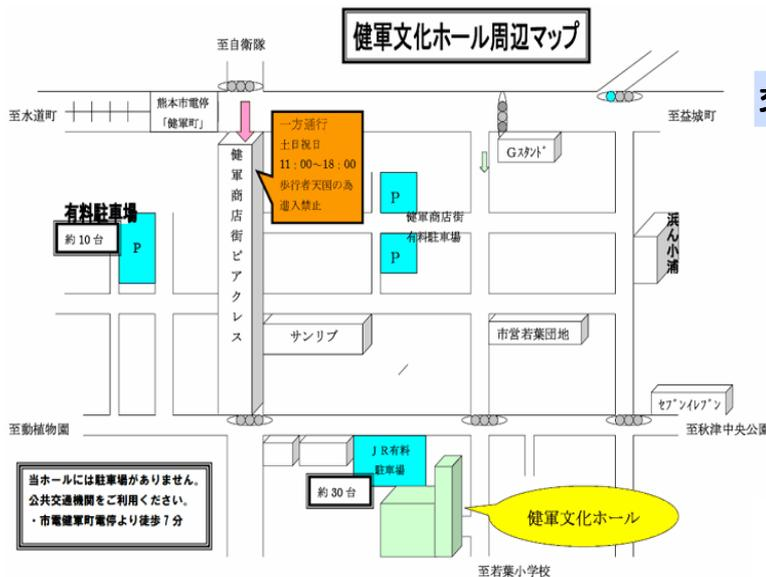 健軍文化ホール周辺マップ
至自衛隊
至水道町
熊本市電停
「健軍町」
至益城町
一方通行
土日祝日
11：00～18：00
歩行者天国の為
進入禁止
Gｽﾀﾝﾄﾞ
健軍商店街ピアクレス
P
健軍商店街
有料駐車場
P
有料駐車場
約10台
P
浜ん小浦
サンリブ
市営若葉団地
ｾﾌﾞﾝｲﾚﾌﾞﾝ
至動植物園
至秋津中央公園
ＪＲ有料
駐車場
約30台
当ホールには駐車場がありません。
公共交通機関をご利用ください。
・市電健軍町電停より徒歩７分
健軍文化ホール
至若葉小学校